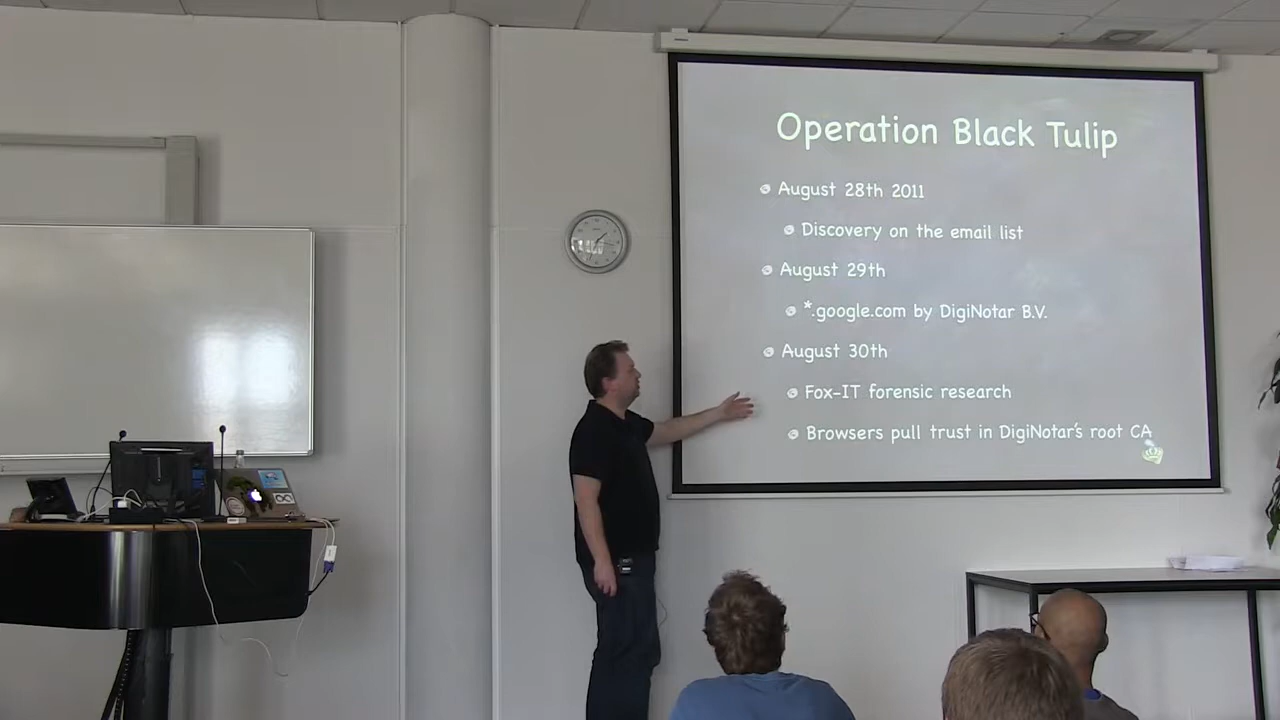 Operation Black Tulip
August 28th 2011
Discovery on the email list
August 29th
*.google.com by DigiNotar B.V.
August 30th
Fox-IT forensic research
Browsers pull trust in DigiNotar's root CA